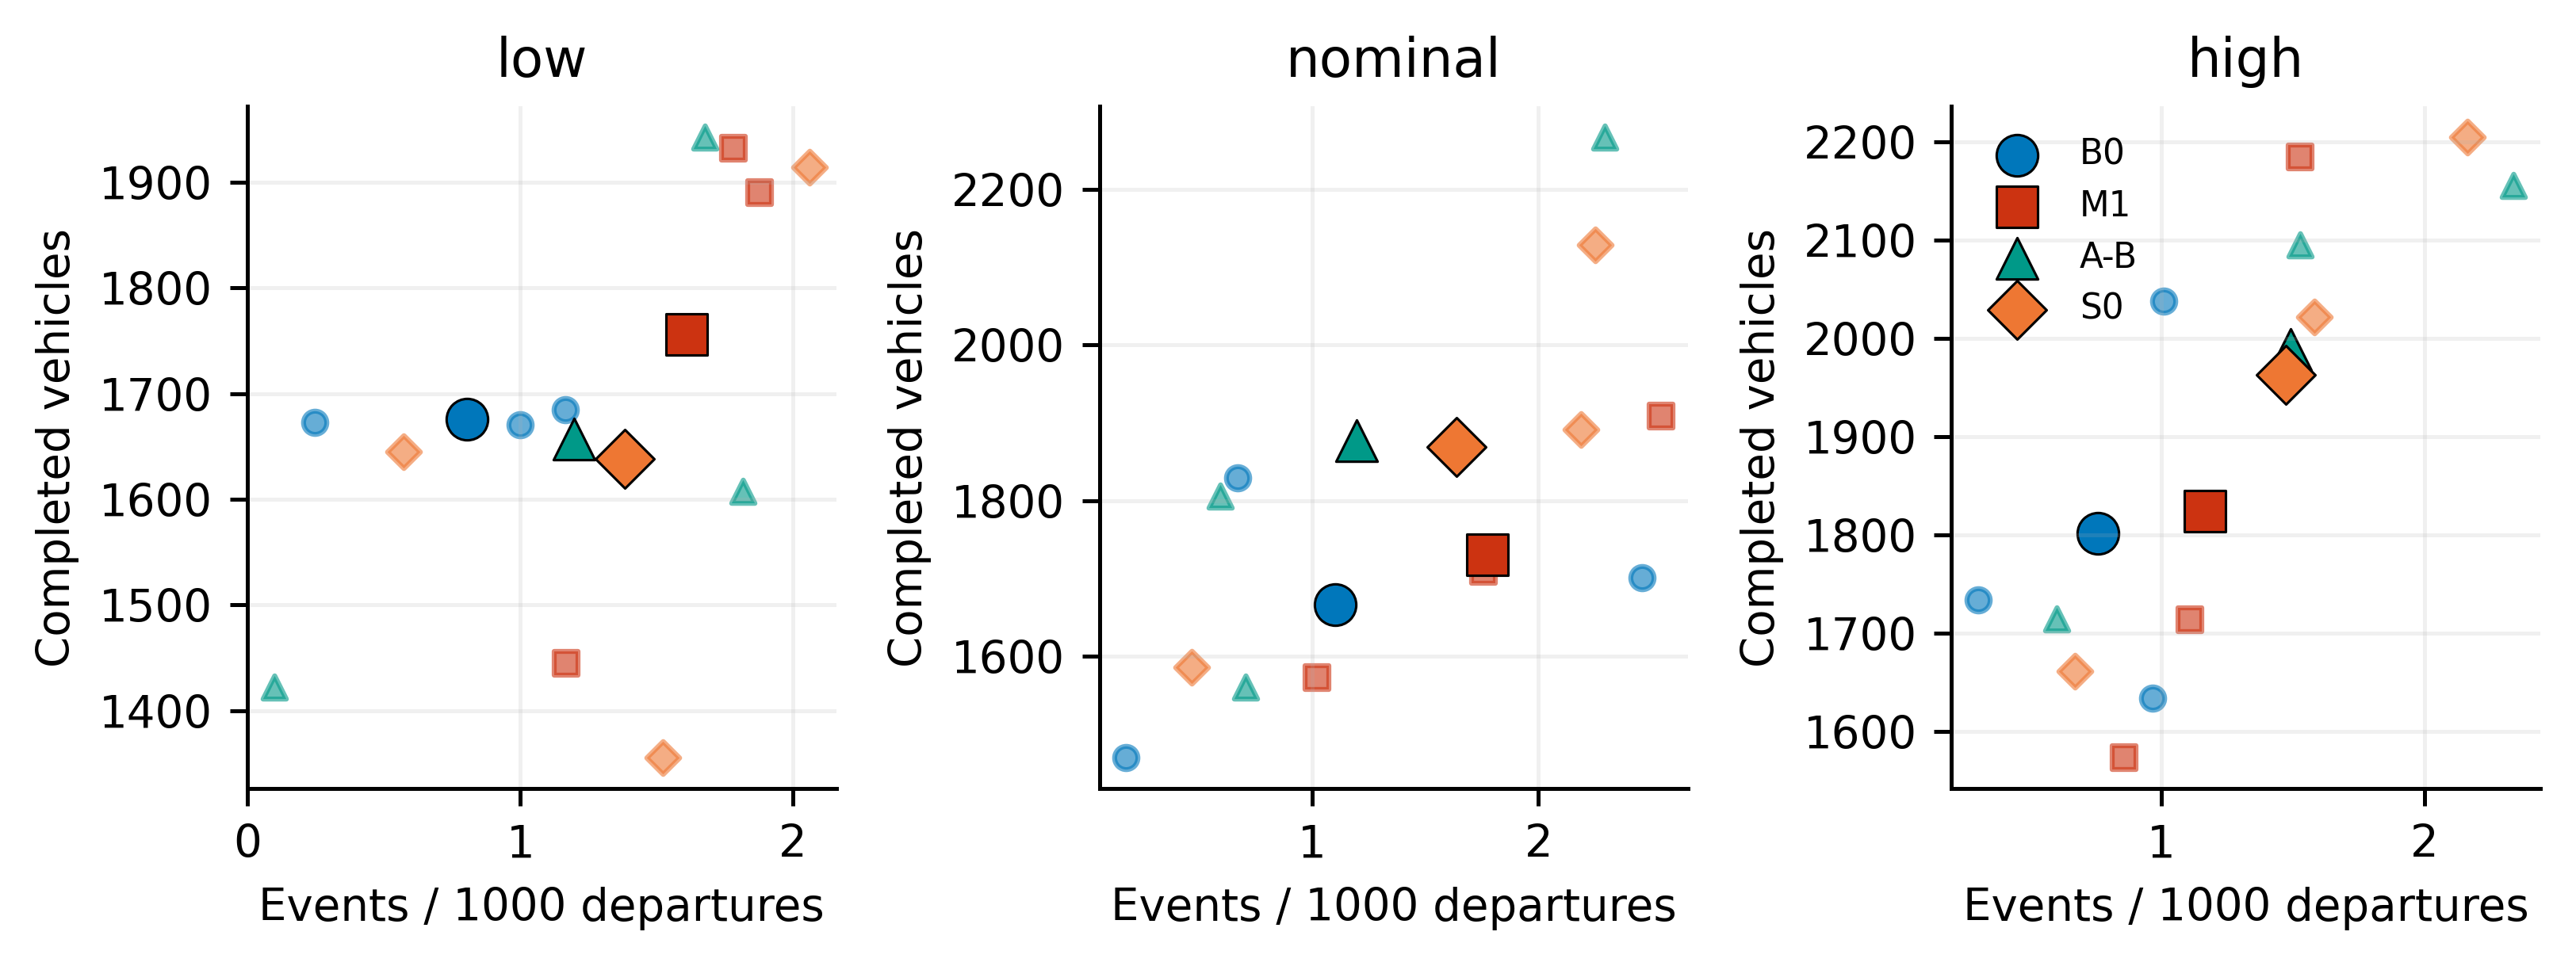 low
Completed vehicles
1900
1800
1700
1600
1500
1400
0 1 2
Events / 1000 departures
nominal
Completed vehicles
2200
2000
1800
1600
1 2
Events / 1000 departures
high
Completed vehicles
2200
2100
2000
1900
1800
1700
1600
B0
M1
A-B
S0
1 2
Events / 1000 departures